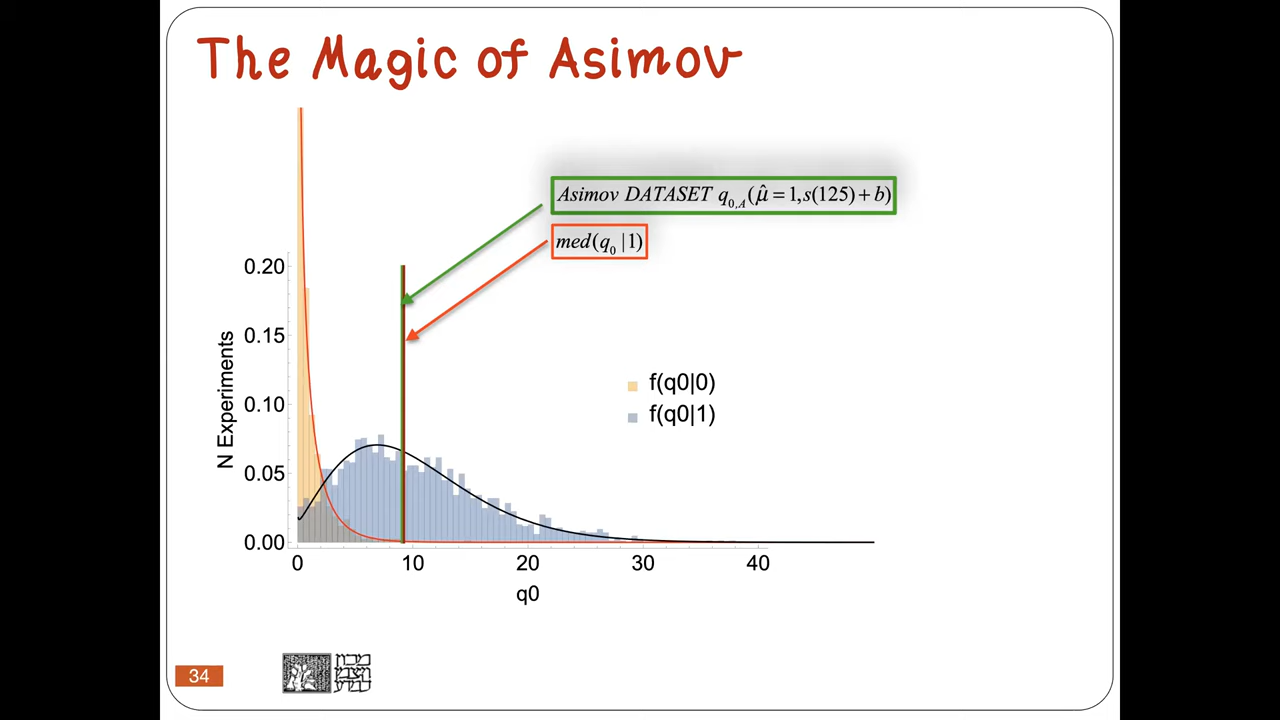 The Magic of Asimov
Asimov DATASET q₀,A(μ̂ = 1,s(125) + b)
med(q₀ | 1)
0.20
0.15
0.10
0.05
0.00
N Experiments
f(q0|0)
f(q0|1)
0 10 20 30 40
q0
34